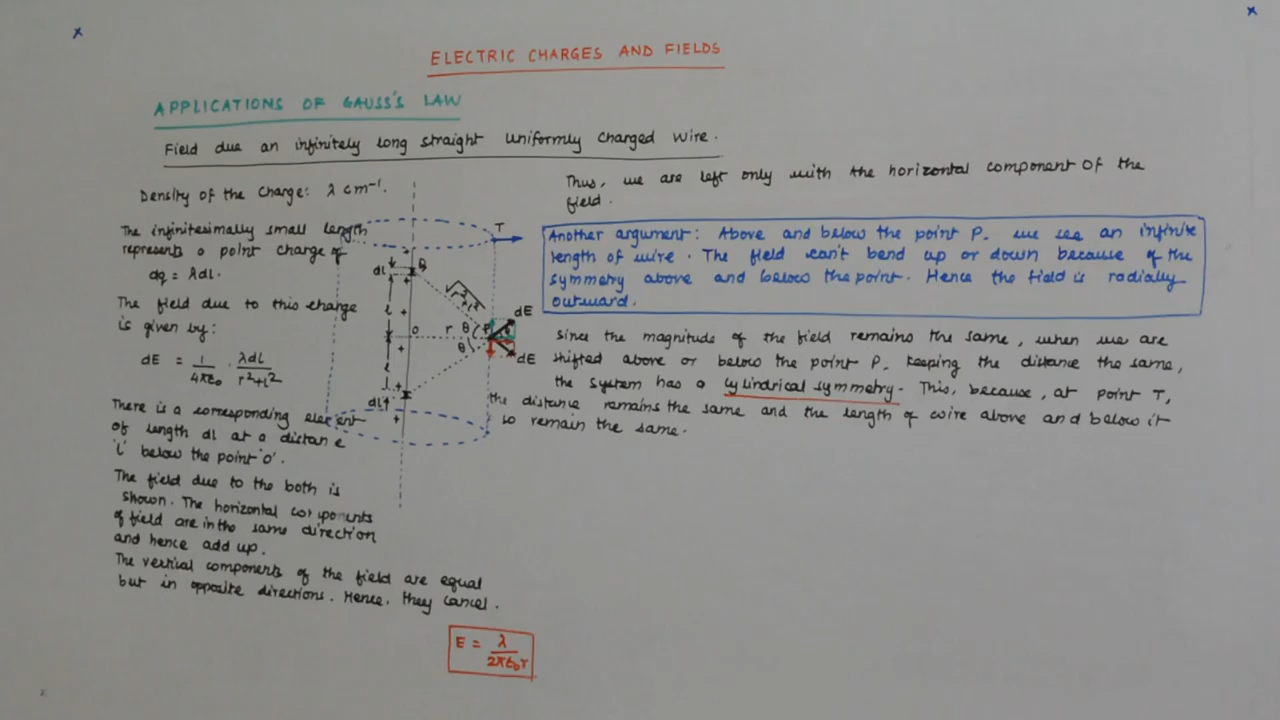 ELECTRIC CHARGES AND FIELDS
APPLICATIONS OF GAUSS'S LAW
Field due an infinitely long straight uniformly charged wire.
Density of the charge: λ cm⁻¹.
The infinitesimally small length
represents a point charge of
dq = λdl.
The field due to this charge
is given by:
dE = 1/4πε₀ · λdl/r²+l²
There is a corresponding element
of length dl at a distance
'l' below the point 'O'.
The field due to the both is
shown. The horizontal components
of field are in the same direction
and hence add up.
The vertical components of the field are equal
but in opposite directions. Hence, they cancel.
E = λ/2πε₀r
T
dl
+
+
+
√r²+l²
l
+
O
r
θ
P
θ
dE
dE
+
θ
l
+
dl
+
Thus, we are left only with the horizontal component of the
field.
Another argument: Above and below the point P, we see an infinite
length of wire. The field can't bend up or down because of the
symmetry above and below the point. Hence the field is radially
outward.
Since the magnitude of the field remains the same, when we are
shifted above or below the point P, keeping the distance the same,
the system has a cylindrical symmetry. This, because, at point T,
the distance remains the same and the length of wire above and below it
so remain the same.